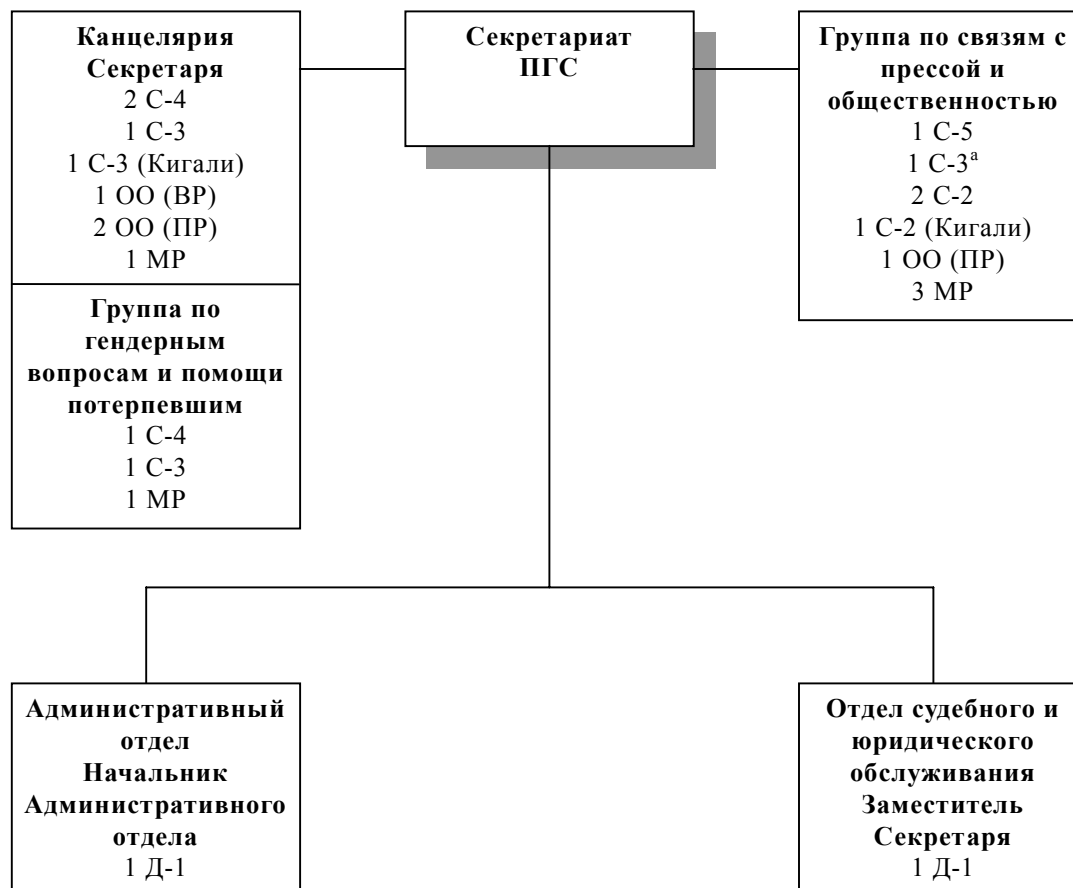 Канцелярия
Секретаря
2 С-4
1 С-3
1 С-3 (Кигали)
1 ОО (ВР)
2 ОО (ПР)
1 МР
Группа по
гендерным
вопросам и помощи
потерпевшим
1 С-4
1 С-3
1 МР
Секретариат
ПГС
Группа по связям с
прессой и
общественностью
1 С-5
1 С-3ª
2 С-2
1 С-2 (Кигали)
1 ОО (ПР)
3 МР
Административный
отдел
Начальник
Административного
отдела
1 Д-1
Отдел судебного и
юридического
обслуживания
Заместитель
Секретаря
1 Д-1